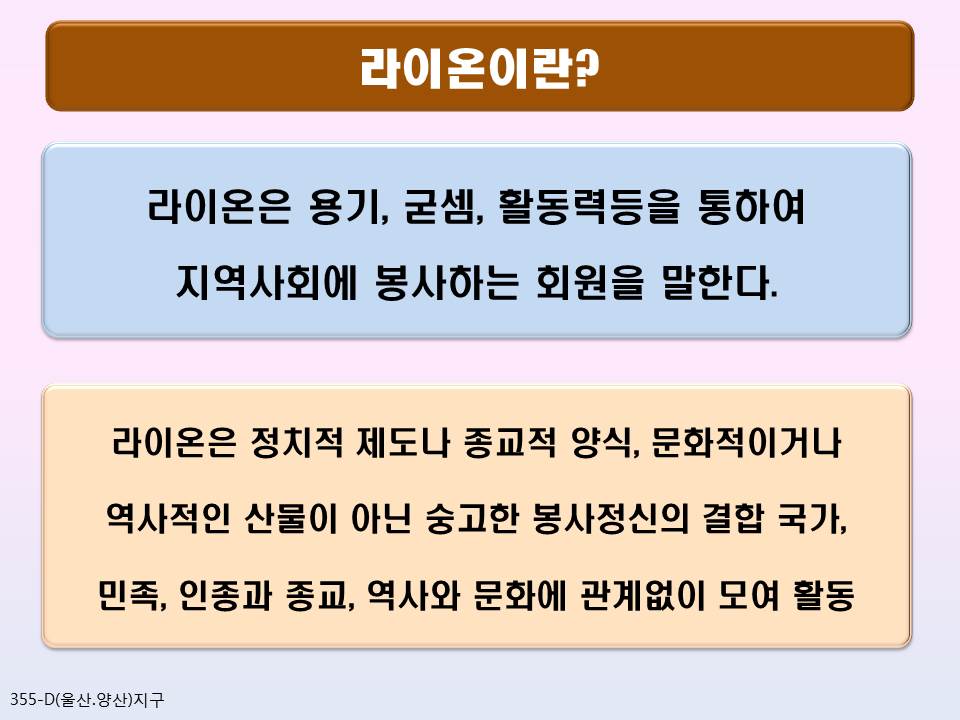 라이온이란?
라이온은 용기, 굳셈, 활동력등을 통하여
지역사회에 봉사하는 회원을 말한다.
라이온은 정치적 제도나 종교적 양식, 문화적이거나
역사적인 산물이 아닌 숭고한 봉사정신의 결합 국가,
민족, 인종과 종교, 역사와 문화에 관계없이 모여 활동
355-D(울산.양산)지구